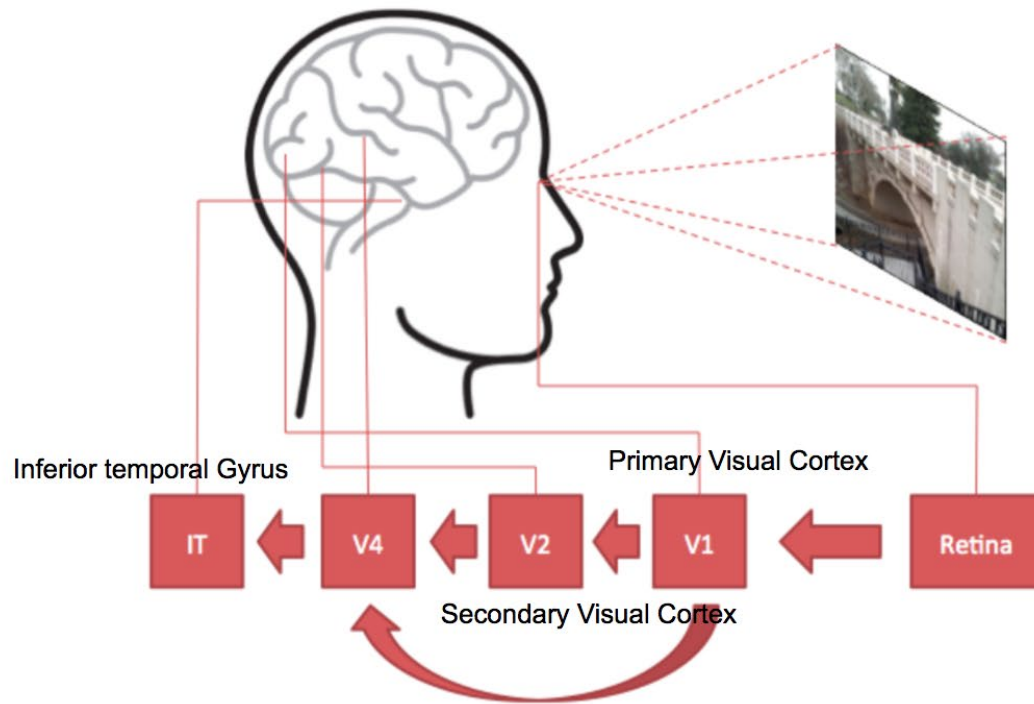 Inferior temporal Gyrus
Primary Visual Cortex
IT
V4
V2
V1
Retina
Secondary Visual Cortex